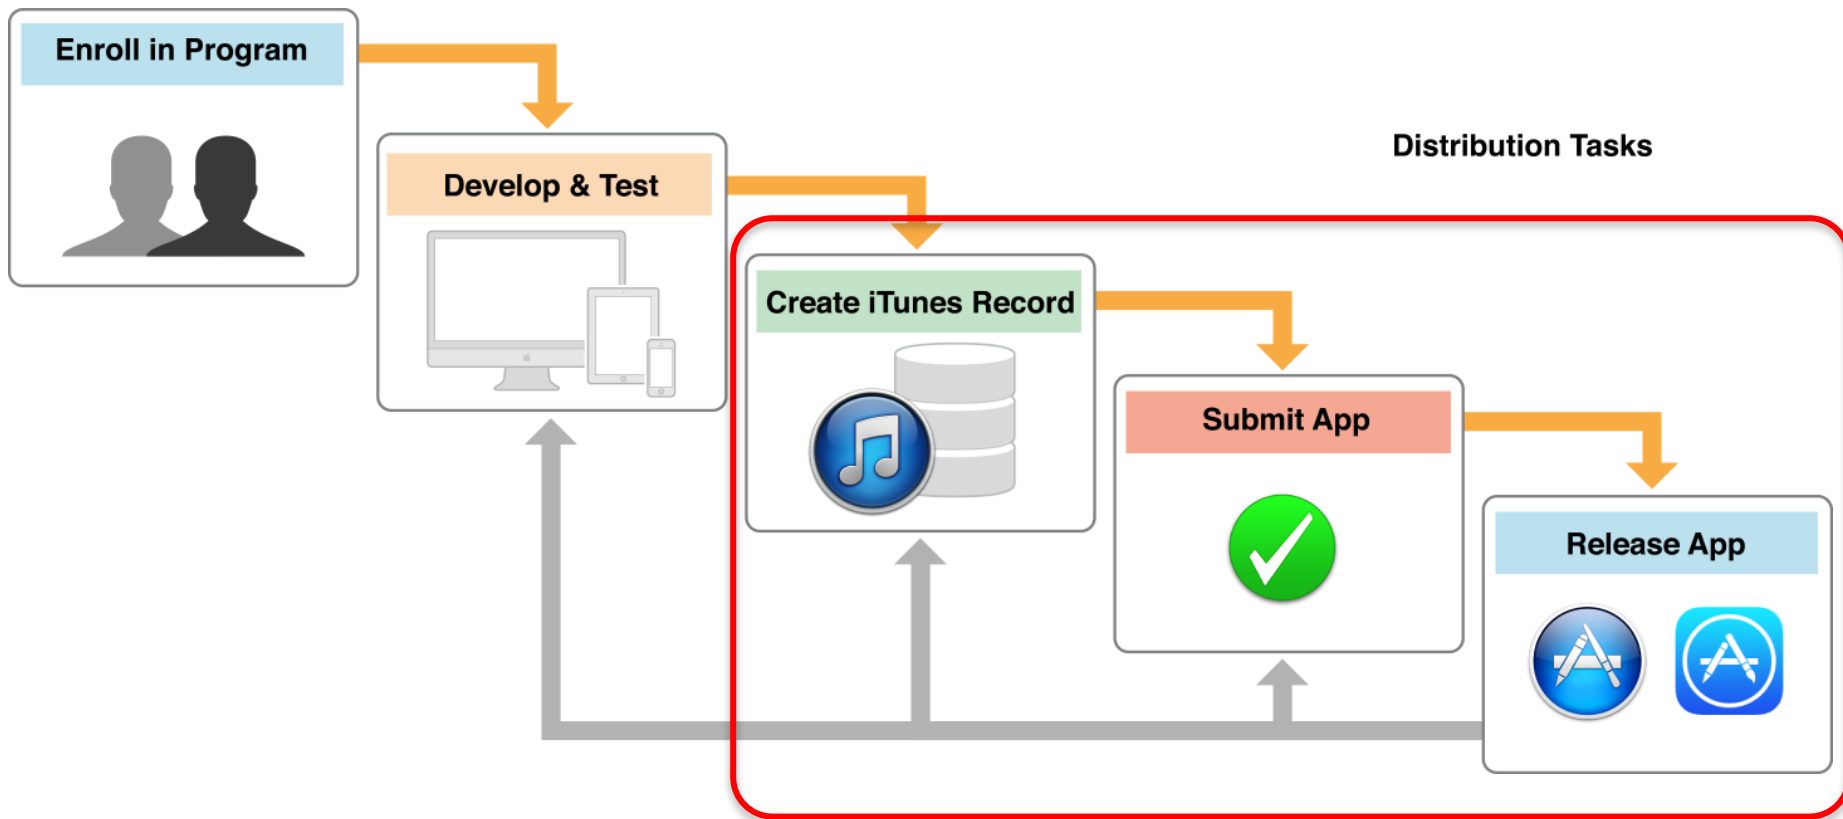 Enroll in Program
Develop & Test
Distribution Tasks
Create iTunes Record
Submit App
Release App